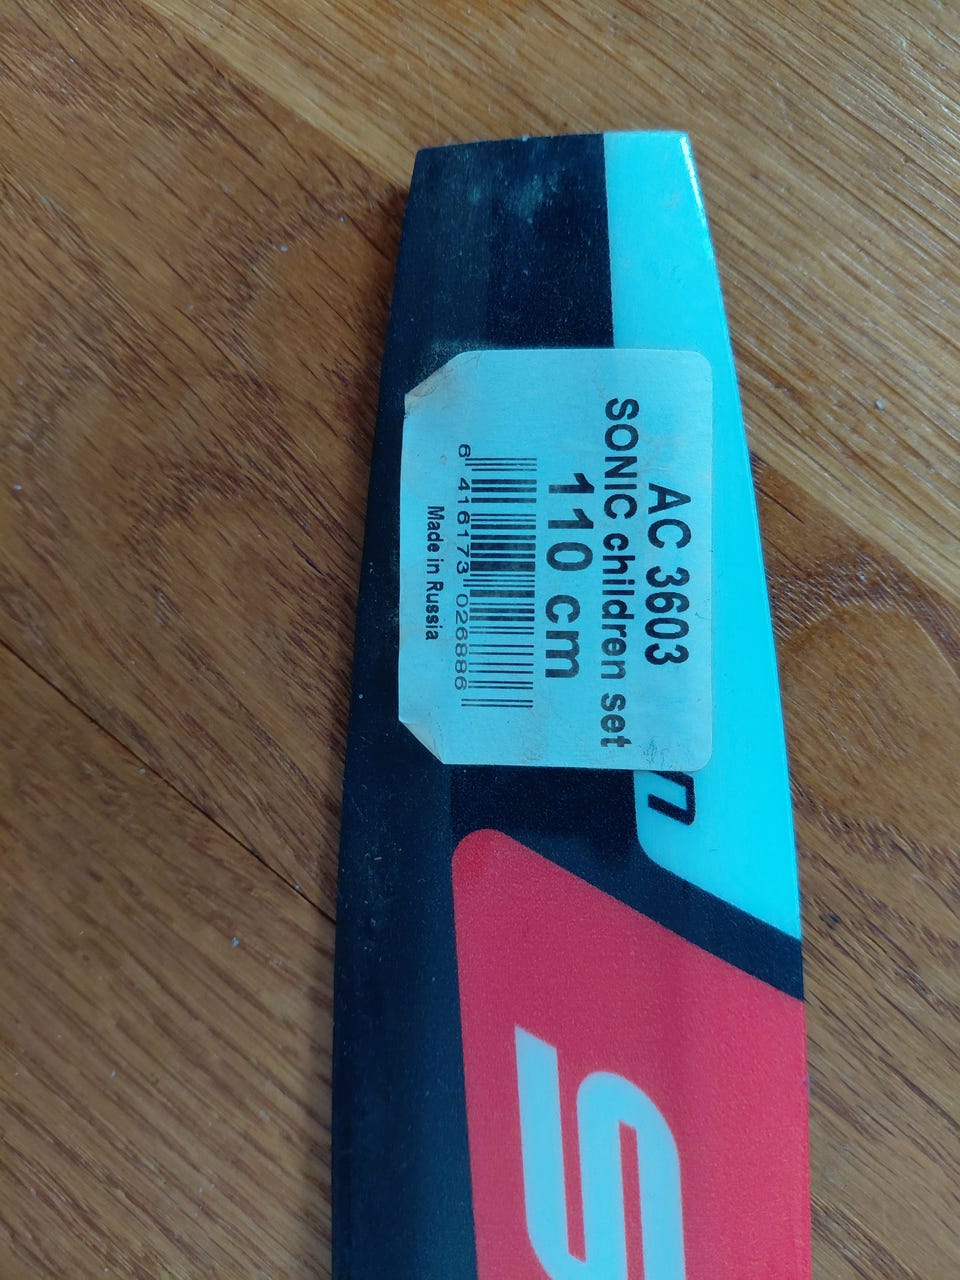 AC 3603
SONIC children set
110 cm
6 416173 026886
Made in Russia
S